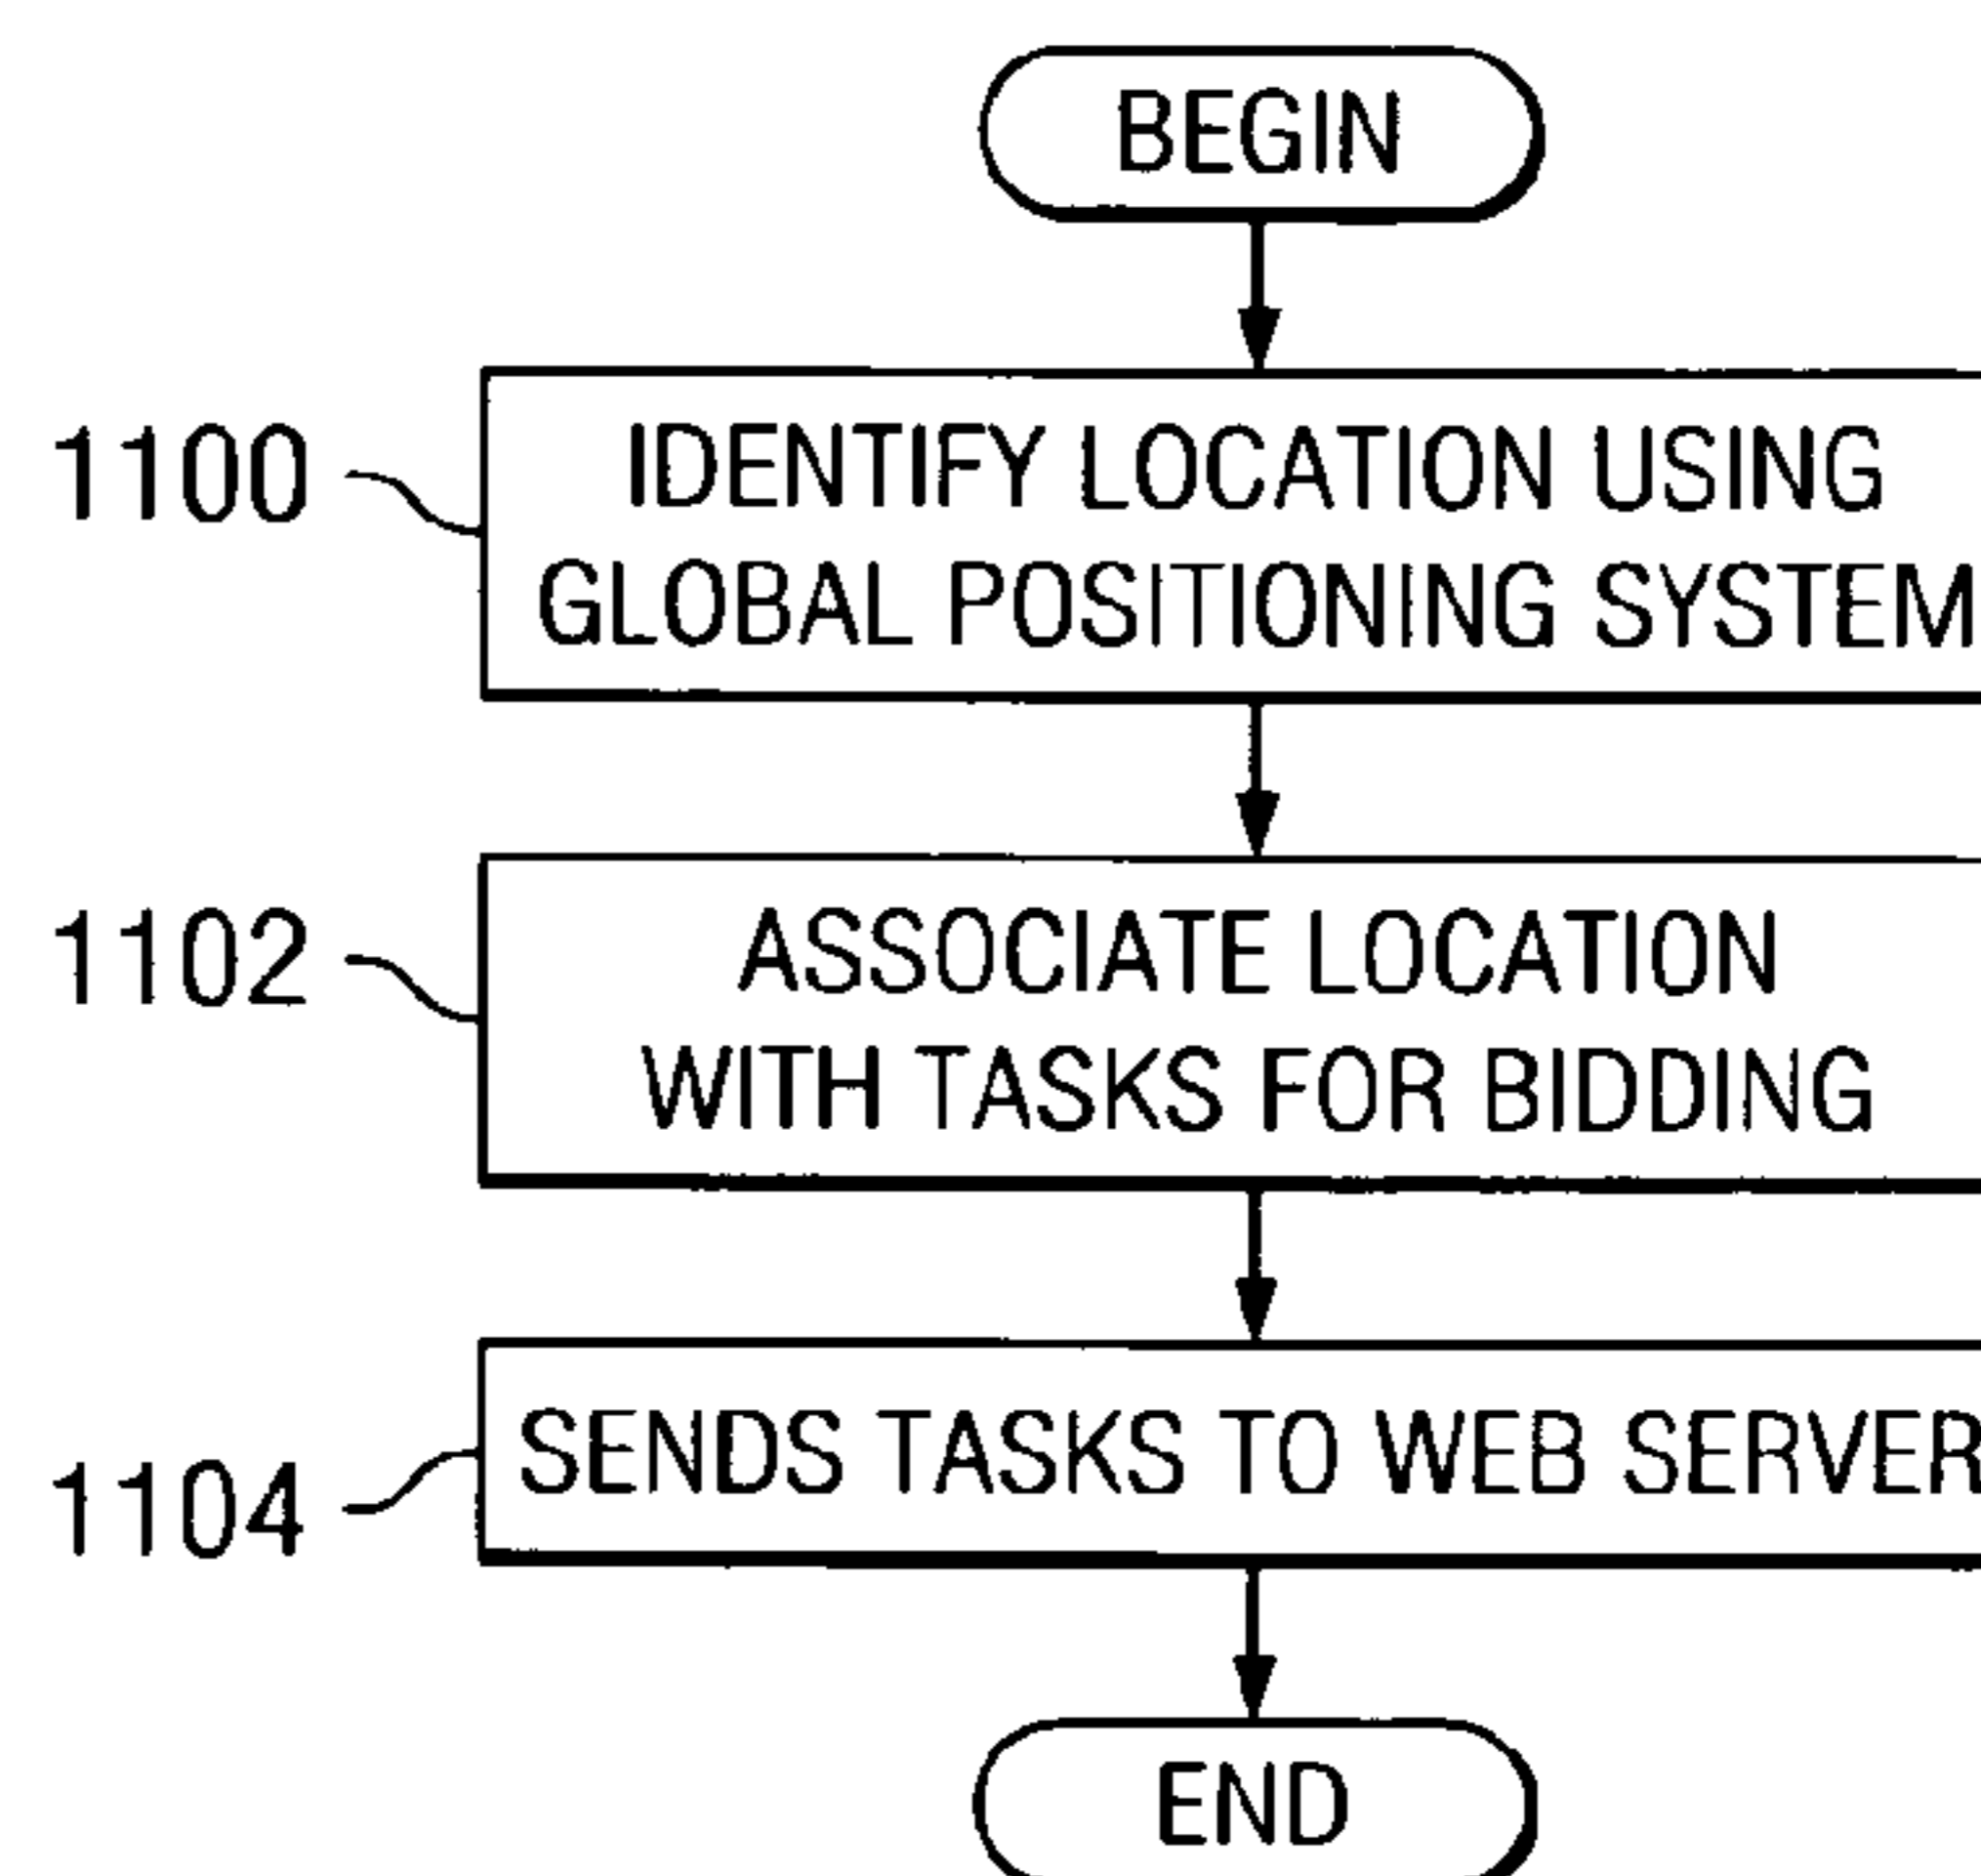 BEGIN
1100
IDENTIFY LOCATION USING
GLOBAL POSITIONING SYSTEM
1102
ASSOCIATE LOCATION
WITH TASKS FOR BIDDING
1104
SENDS TASKS TO WEB SERVER
END